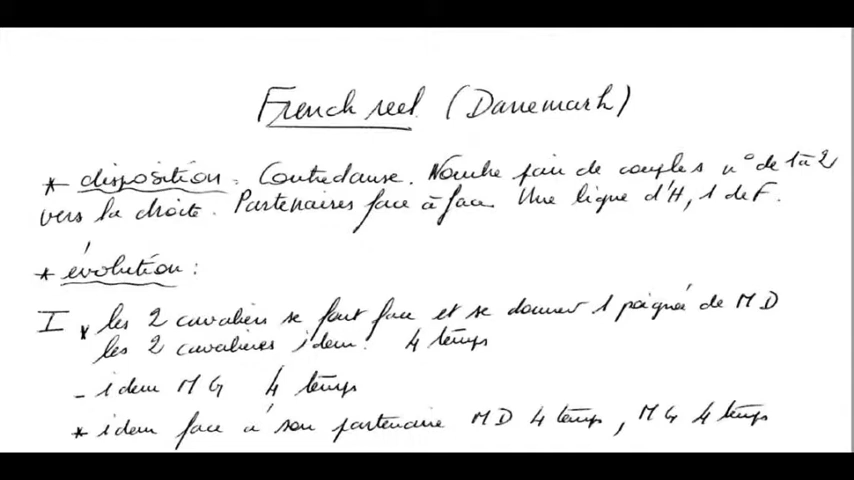 French reel (Danemark)
* disposition : Contredanse. Nombre pair de couples n° de 1 à 2
vers la droite. Partenaires face à face. Une ligne d'H, 1 de F.
* évolution :
I * les 2 cavaliers se font face et se donner 1 poignée de MD
les 2 cavalières idem. 4 temps
- idem MG 4 temps
* idem face à son partenaire MD 4 temps, MG 4 temps